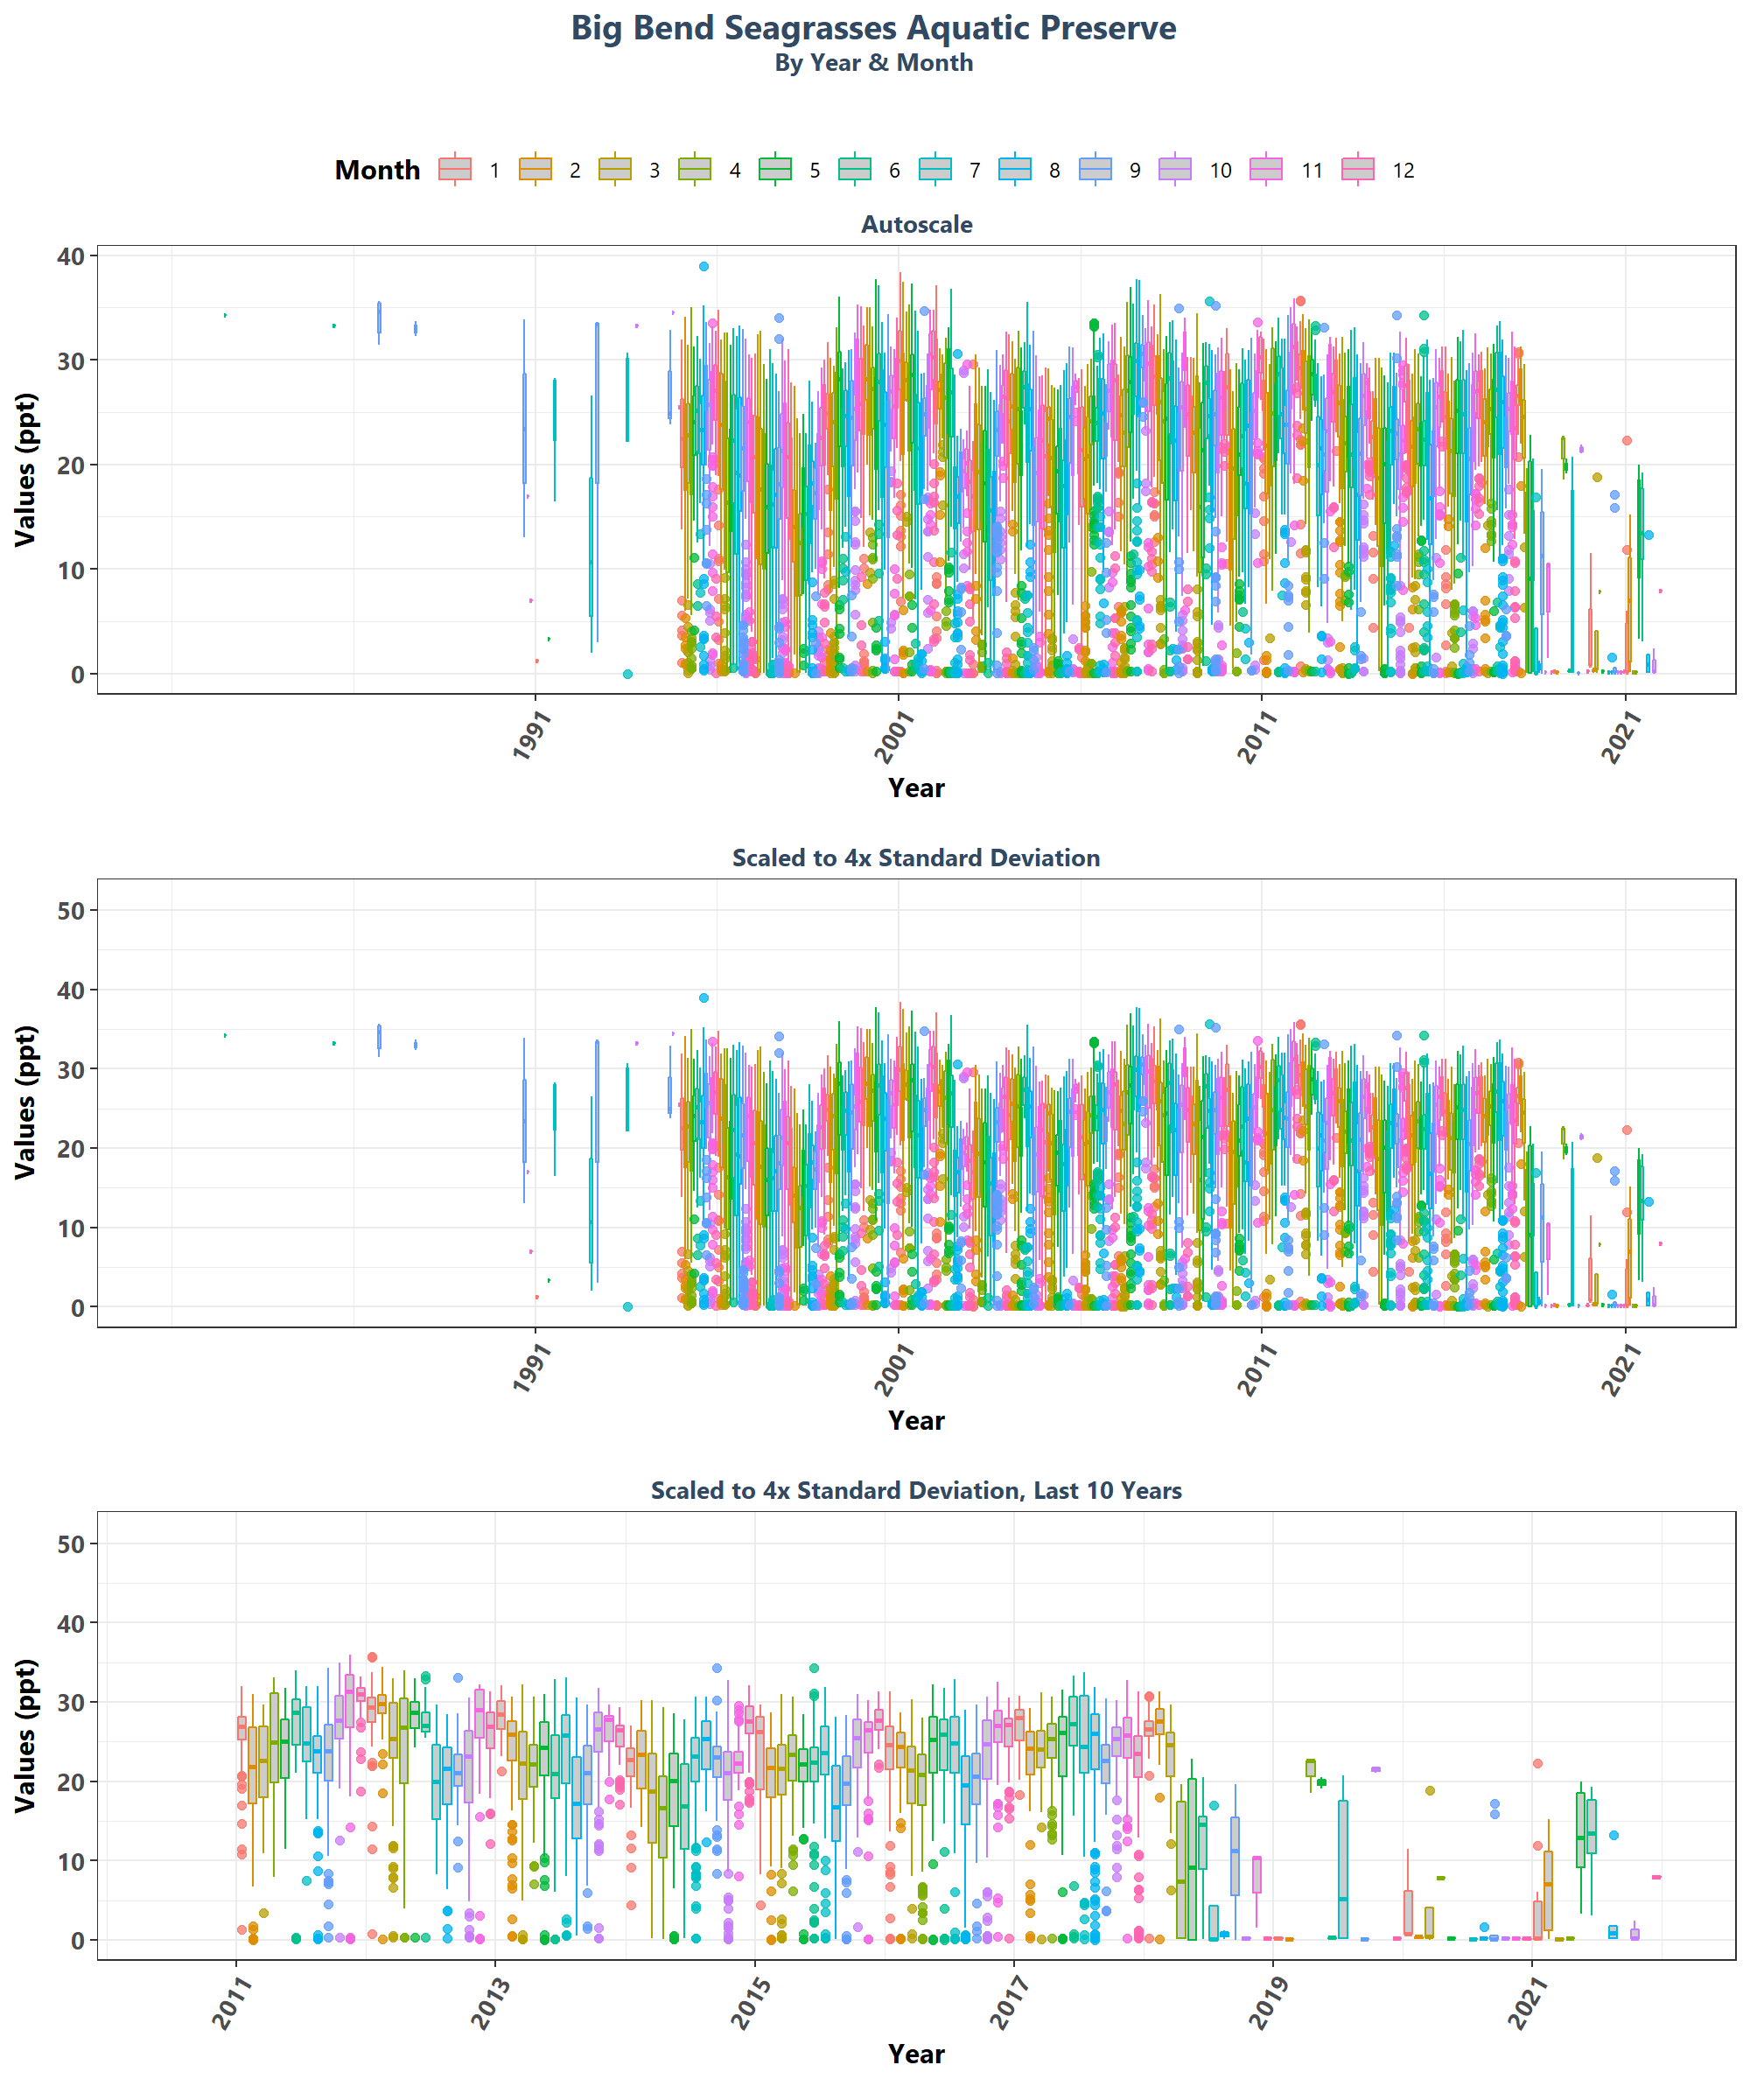 Big Bend Seagrasses Aquatic Preserve
By Year & Month
Month 1 2 3 4 5 6 7 8 9 10 11 12
Autoscale
Values (ppt)
40
30
20
10
0
1991 2001 2011 2021
Year
Scaled to 4x Standard Deviation
Values (ppt)
50
40
30
20
10
0
1991 2001 2011 2021
Year
Scaled to 4x Standard Deviation, Last 10 Years
Values (ppt)
50
40
30
20
10
0
2011 2013 2015 2017 2019 2021
Year